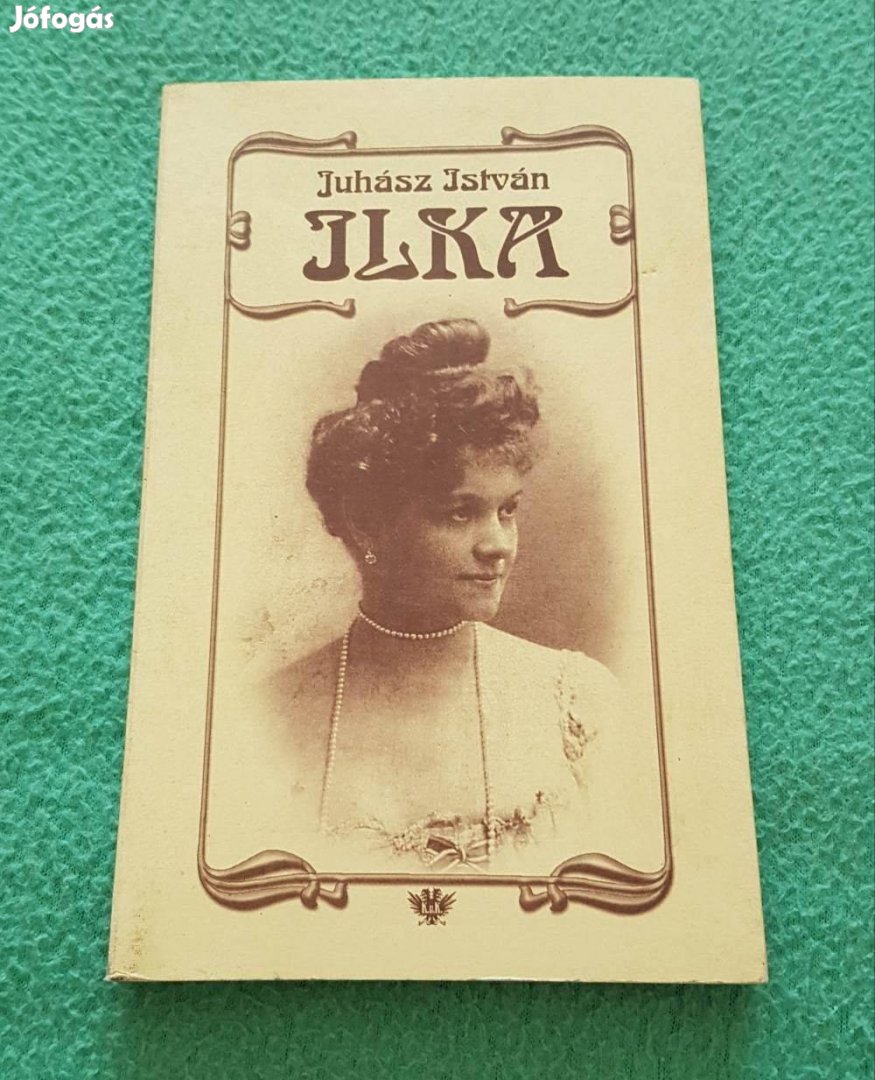 Jófogás
Juhász István
ILKA
K.u.K.